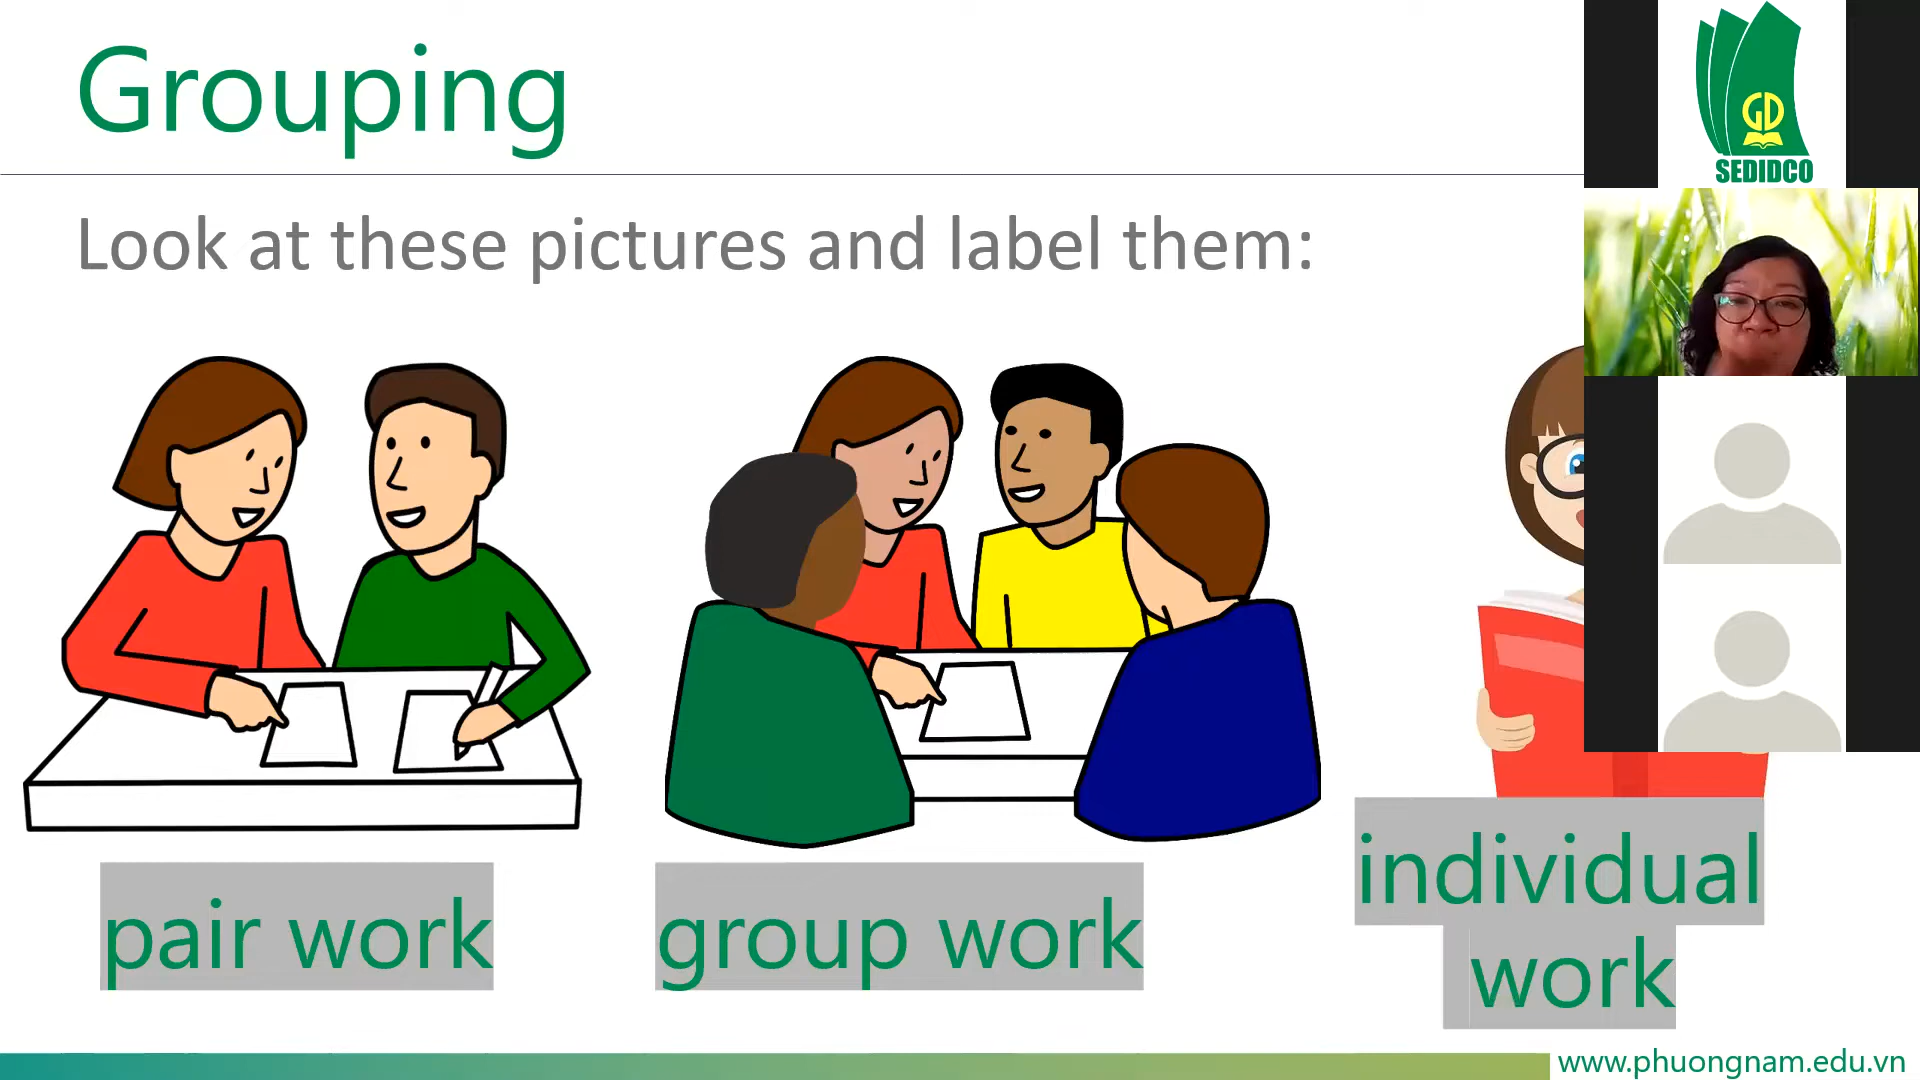 Grouping
Look at these pictures and label them:
pair work
group work
individual
work
GD
SEDIDCO
www.phuongnam.edu.vn